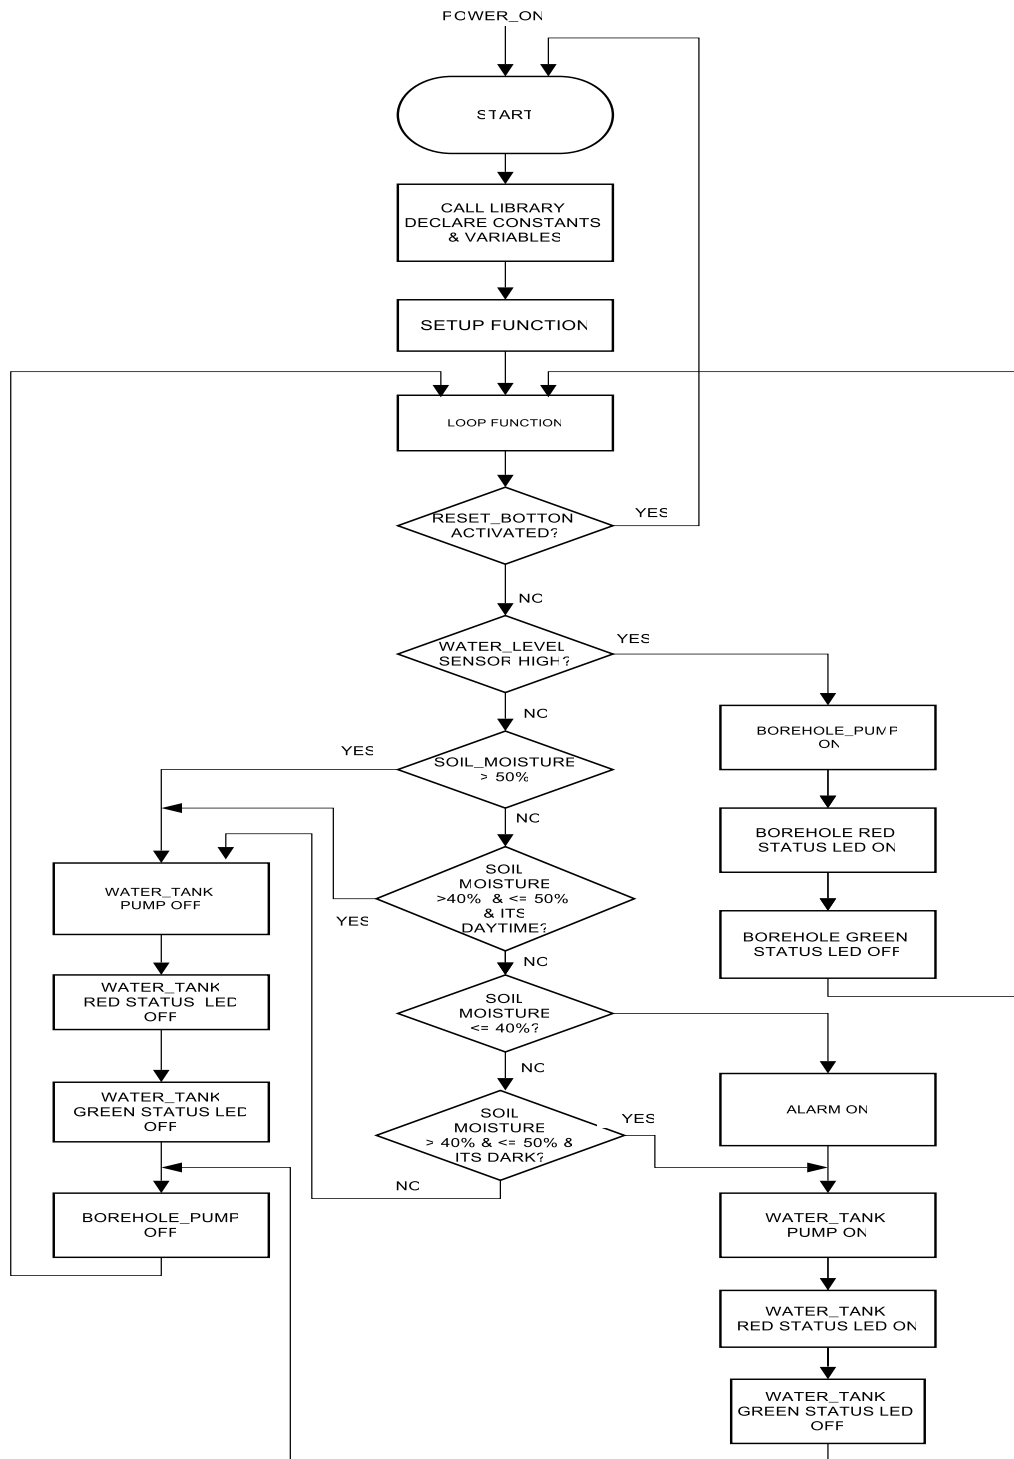 POWER_ON
START
CALL LIBRARY
DECLARE CONSTANTS
& VARIABLES
SETUP FUNCTION
LOOP FUNCTION
RESET_BOTTON
ACTIVATED?
YES
NO
WATER_LEVEL
SENSOR HIGH?
YES
NO
BOREHOLE_PUMP
ON
SOIL_MOISTURE
> 50%
YES
NO
BOREHOLE RED
STATUS LED ON
SOIL
MOISTURE
>40% & <= 50%
& ITS
DAYTIME?
YES
NO
WATER_TANK
PUMP OFF
BOREHOLE GREEN
STATUS LED OFF
WATER_TANK
RED STATUS LED
OFF
SOIL
MOISTURE
<= 40%?
NO
WATER_TANK
GREEN STATUS LED
OFF
ALARM ON
SOIL
MOISTURE
> 40% & <= 50% &
ITS DARK?
YES
NO
BOREHOLE_PUMP
OFF
WATER_TANK
PUMP ON
WATER_TANK
RED STATUS LED ON
WATER_TANK
GREEN STATUS LED
OFF